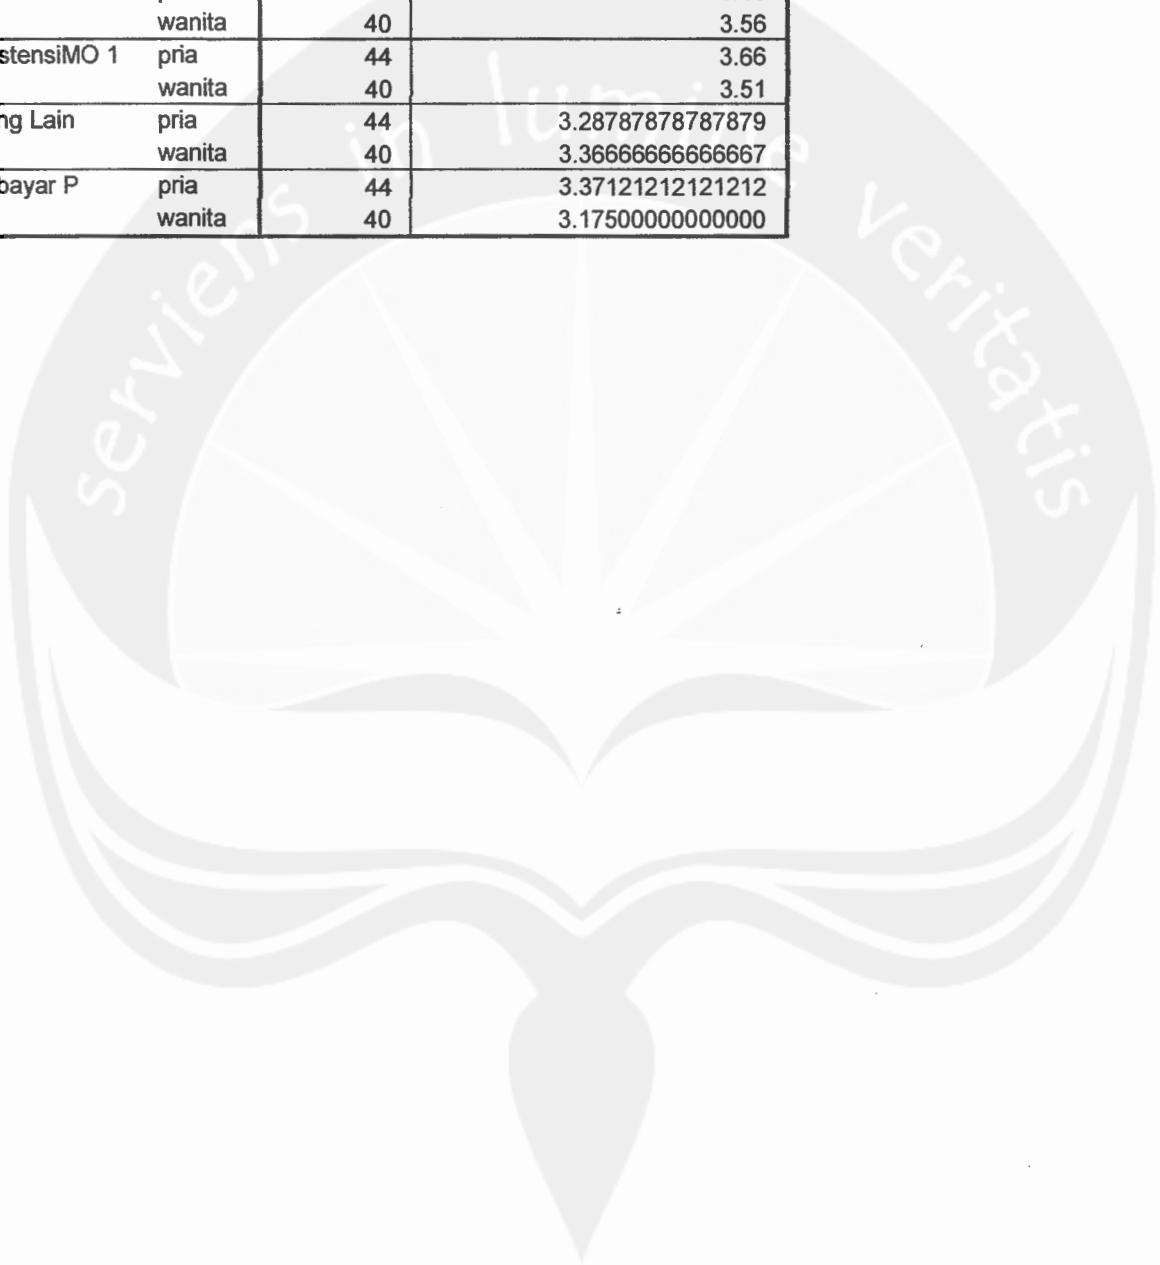 wanita 40 3.56
stensiMO 1 pria 44 3.66
wanita 40 3.51
ng Lain pria 44 3.28787878787879
wanita 40 3.36666666666667
bayar P pria 44 3.37121212121212
wanita 40 3.17500000000000
serviens in lumine veritatis